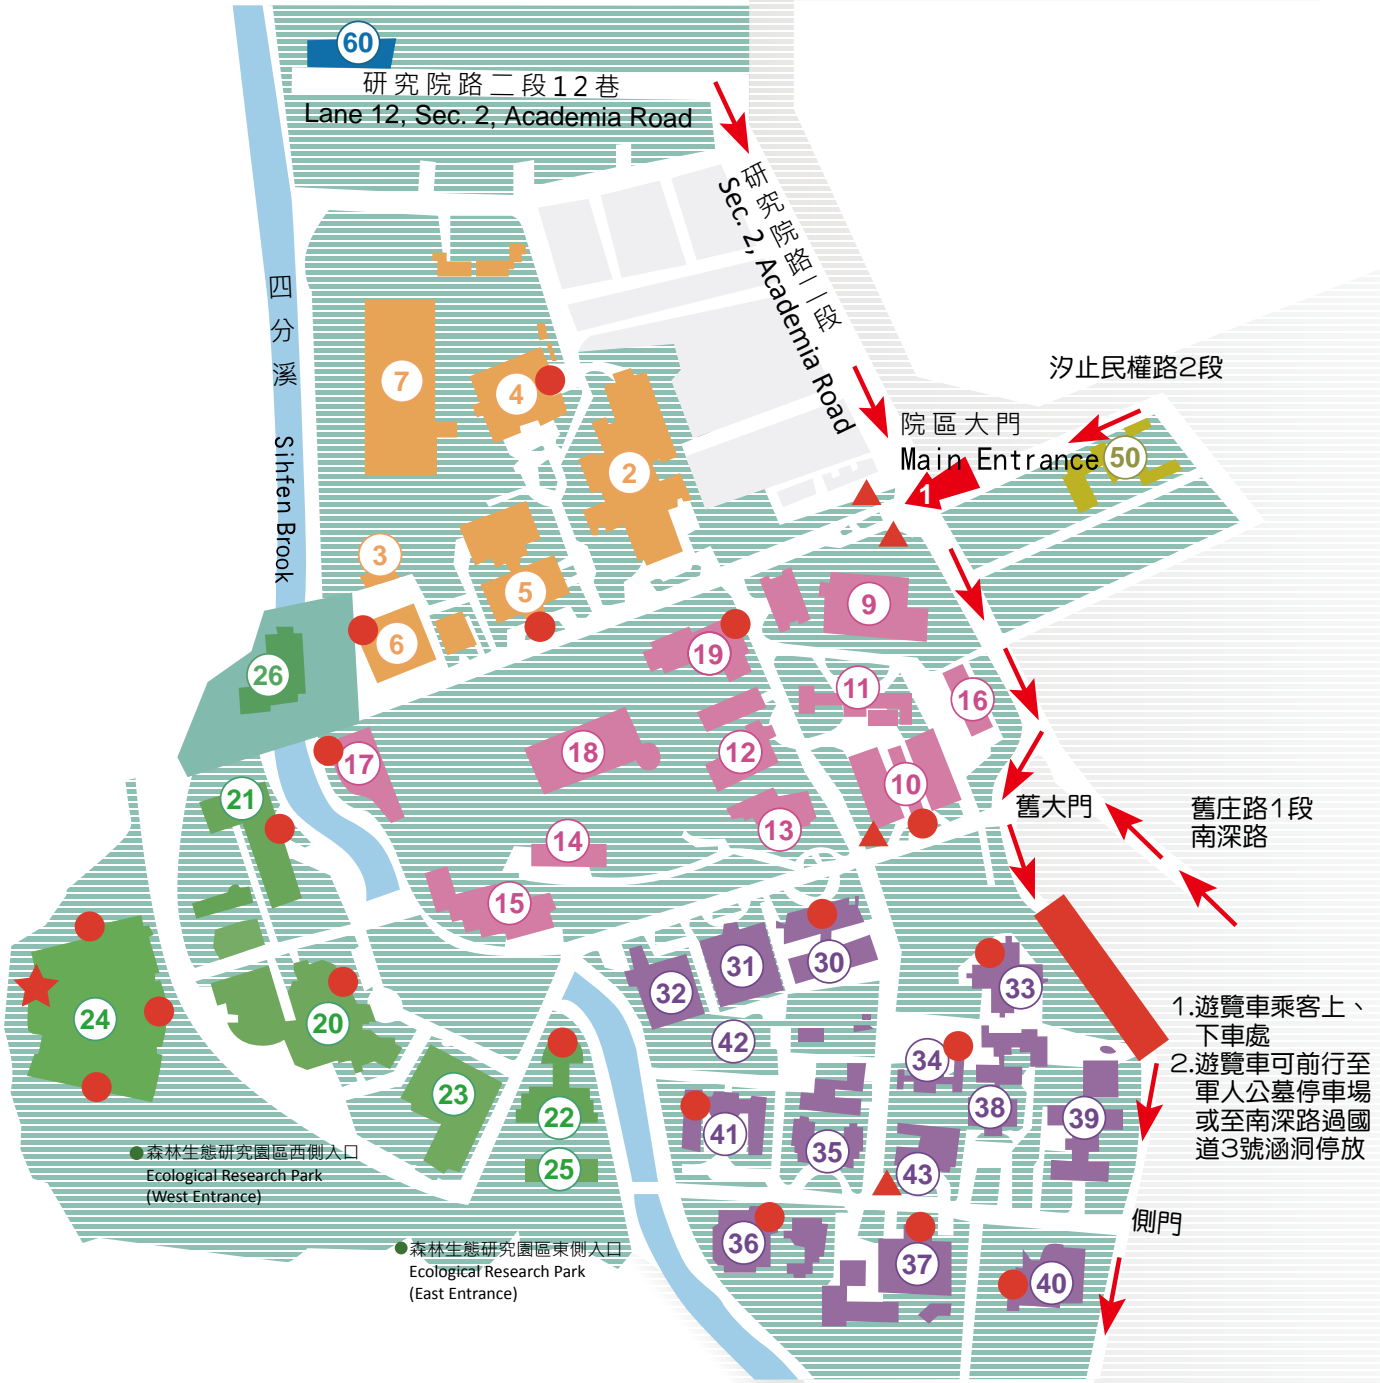 60
研究院路二段12巷
Lane 12, Sec. 2, Academia Road
研究院路二段
Sec. 2, Academia Road
四分溪
Sihfen Brook
汐止民權路2段
院區大門
Main Entrance
50
1
7
4
2
3
5
6
9
19
26
11
16
17
18
12
10
21
舊大門
舊庄路1段
南深路
13
14
15
31
30
32
33
24
20
42
1.遊覽車乘客上、
下車處
2.遊覽車可前行至
軍人公墓停車場
或至南深路過國
道3號涵洞停放
34
23
22
38
39
41
35
25
43
森林生態研究園區西側入口
Ecological Research Park
(West Entrance)
側門
36
37
40
森林生態研究園區東側入口
Ecological Research Park
(East Entrance)